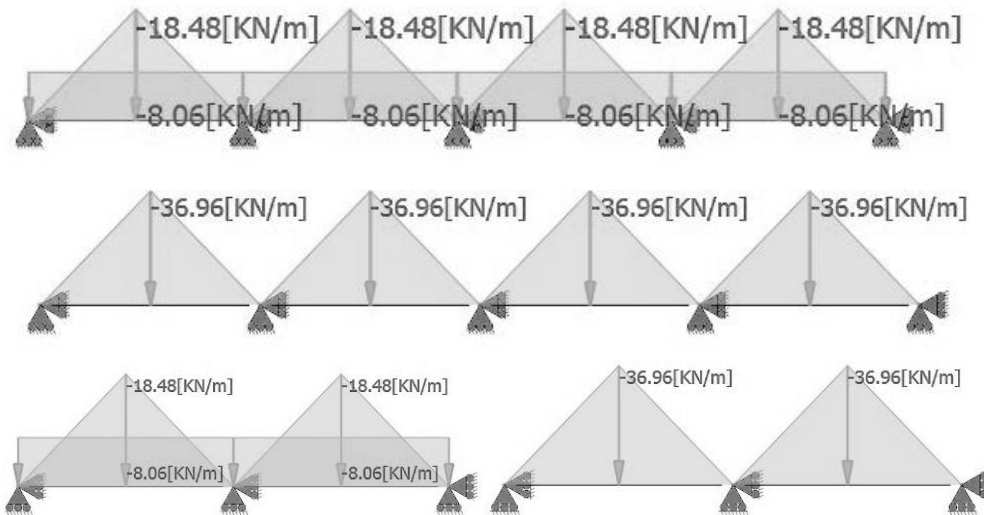 -18.48[KN/m] -18.48[KN/m] -18.48[KN/m] -18.48[KN/m]
-8.06[KN/m] -8.06[KN/m] -8.06[KN/m] -8.06[KN/m]
-36.96[KN/m] -36.96[KN/m] -36.96[KN/m] -36.96[KN/m]
-18.48[KN/m] -18.48[KN/m]
-8.06[KN/m] -8.06[KN/m]
-36.96[KN/m] -36.96[KN/m]